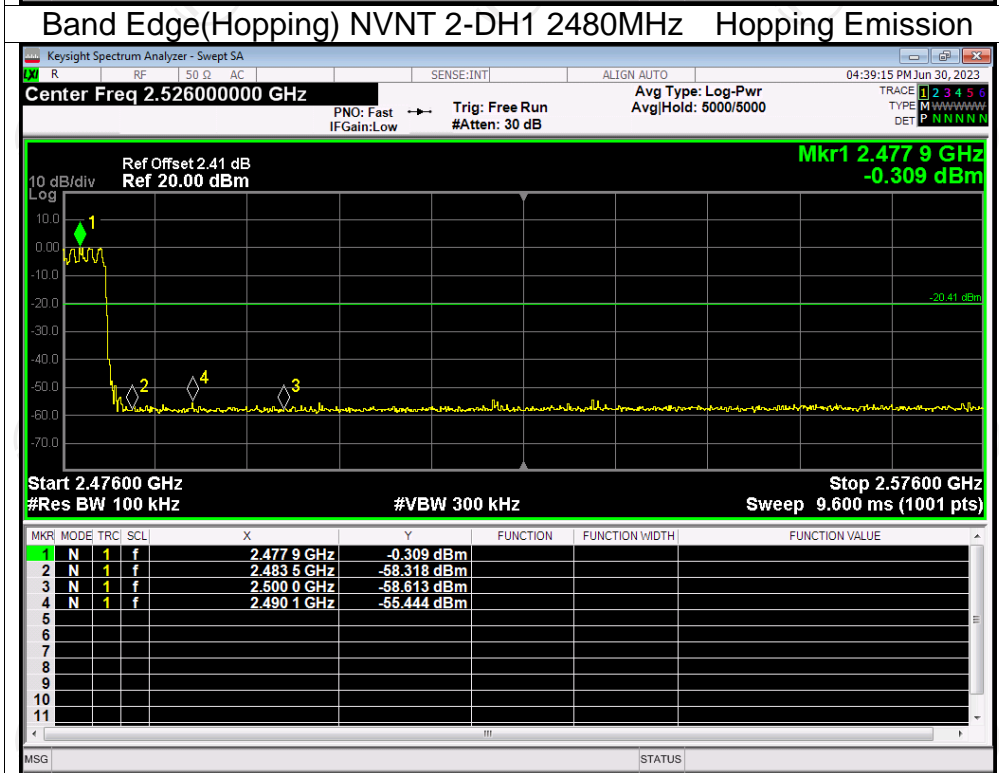 Band Edge(Hopping) NVNT 2-DH1 2480MHz Hopping Emission
Keysight Spectrum Analyzer - Swept SA
LXI R RF 50 Ω AC SENSE:INT ALIGN AUTO 04:39:15 PM Jun 30, 2023
Center Freq 2.526000000 GHz Avg Type: Log-Pwr TRACE 1 2 3 4 5 6
PNO: Fast Trig: Free Run Avg|Hold: 5000/5000 TYPE M W W W W W
IFGain:Low #Atten: 30 dB DET P N N N N N
Mkr1 2.477 9 GHz
Ref Offset 2.41 dB
10 dB/div Ref 20.00 dBm -0.309 dBm
Log
10.0
1
0.00
-10.0
-20.0
-20.41 dBm
-30.0
-40.0
-50.0
2 4 3
-60.0
-70.0
Start 2.47600 GHz Stop 2.57600 GHz
#Res BW 100 kHz #VBW 300 kHz Sweep 9.600 ms (1001 pts)
MKR MODE TRC SCL X Y FUNCTION FUNCTION WIDTH FUNCTION VALUE
1 N 1 f 2.477 9 GHz -0.309 dBm
2 N 1 f 2.483 5 GHz -58.318 dBm
3 N 1 f 2.500 0 GHz -58.613 dBm
4 N 1 f 2.490 1 GHz -55.444 dBm
5
6
7
8
9
10
11
MSG STATUS